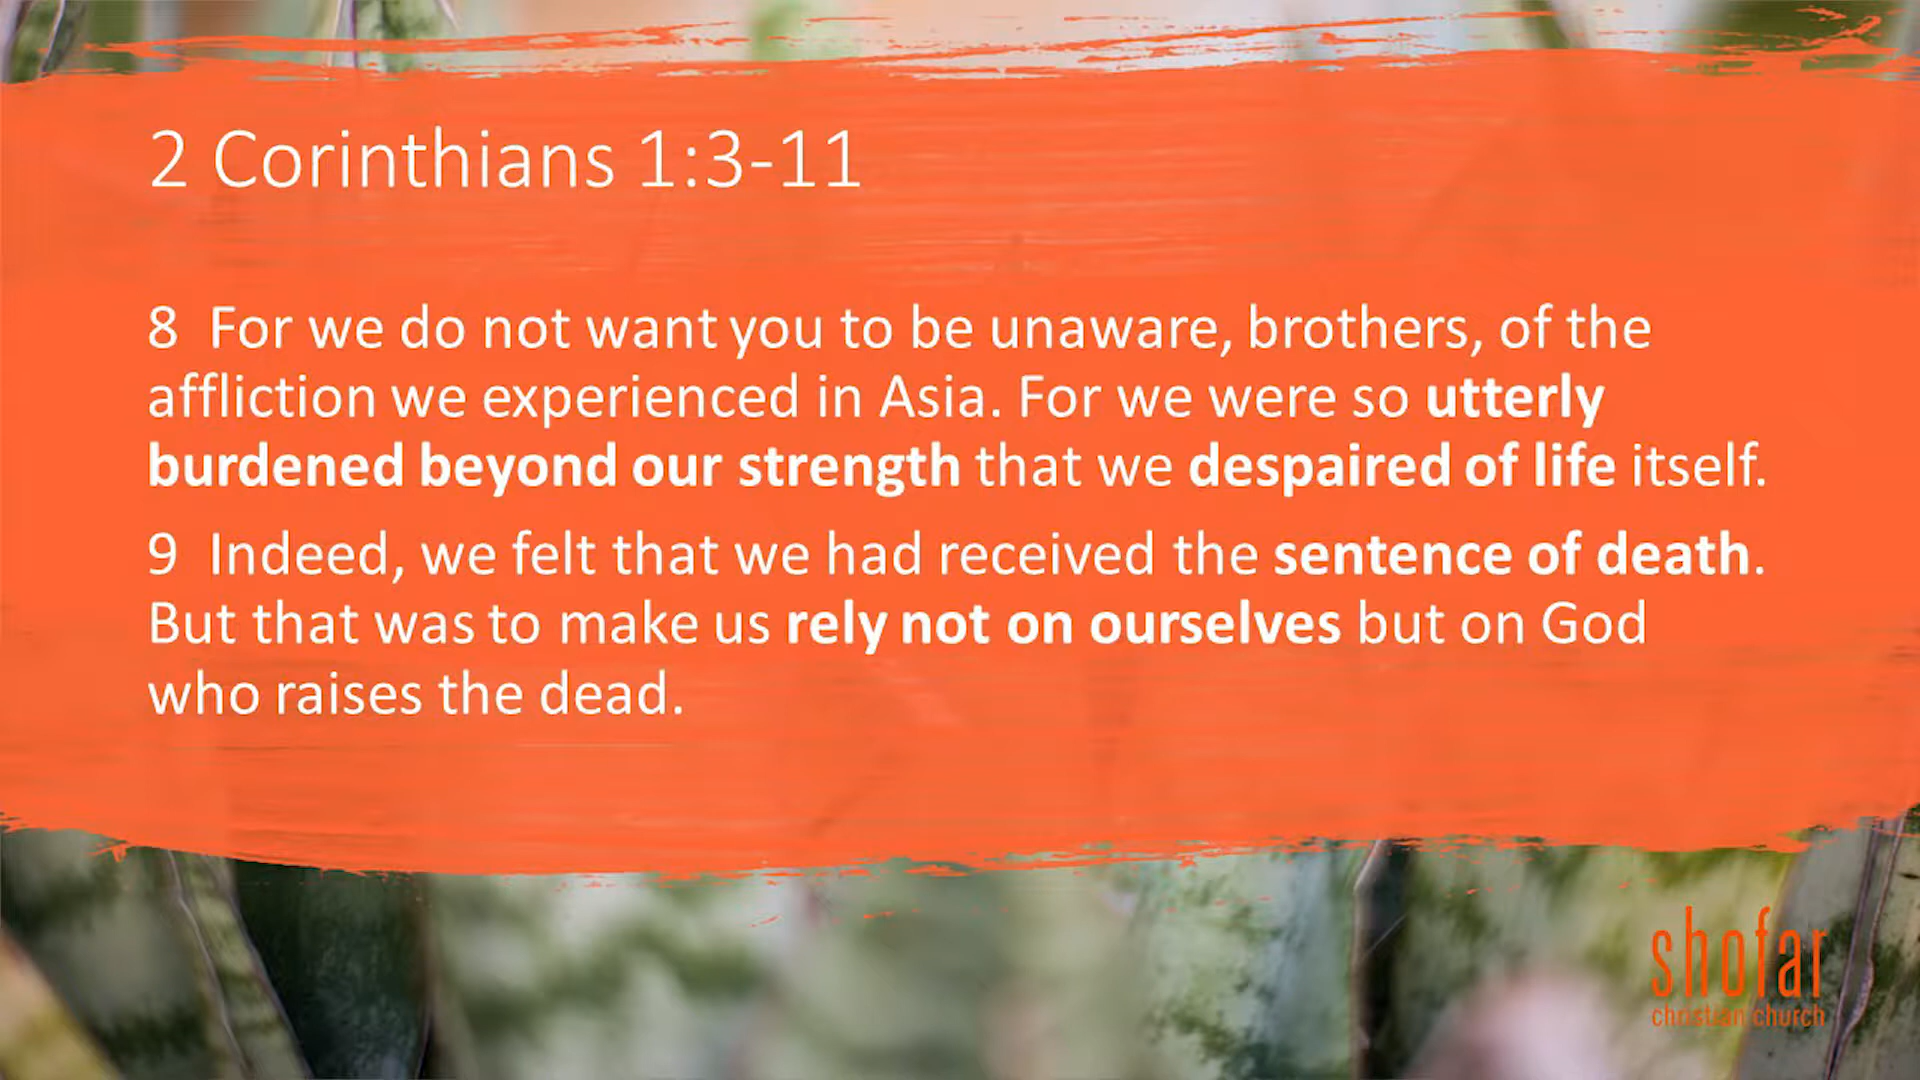 2 Corinthians 1:3-11
8 For we do not want you to be unaware, brothers, of the
affliction we experienced in Asia. For we were so utterly
burdened beyond our strength that we despaired of life itself.
9 Indeed, we felt that we had received the sentence of death.
But that was to make us rely not on ourselves but on God
who raises the dead.
shofar
christian church